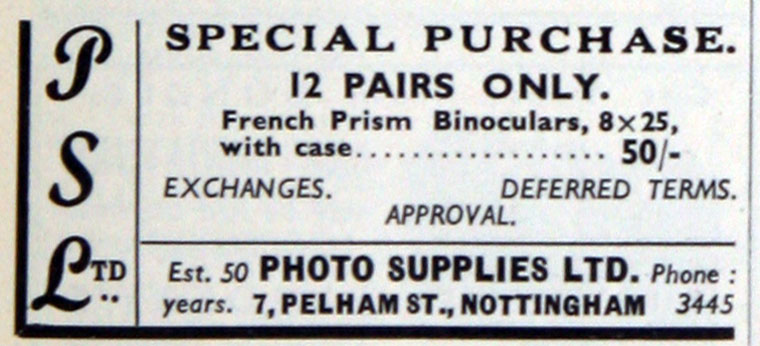 P
S
LTD
SPECIAL PURCHASE.
12 PAIRS ONLY.
French Prism Binoculars, 8×25,
with case................... 50/-
EXCHANGES. DEFERRED TERMS.
APPROVAL.
Est. 50 PHOTO SUPPLIES LTD. Phone :
years. 7, PELHAM ST., NOTTINGHAM 3445